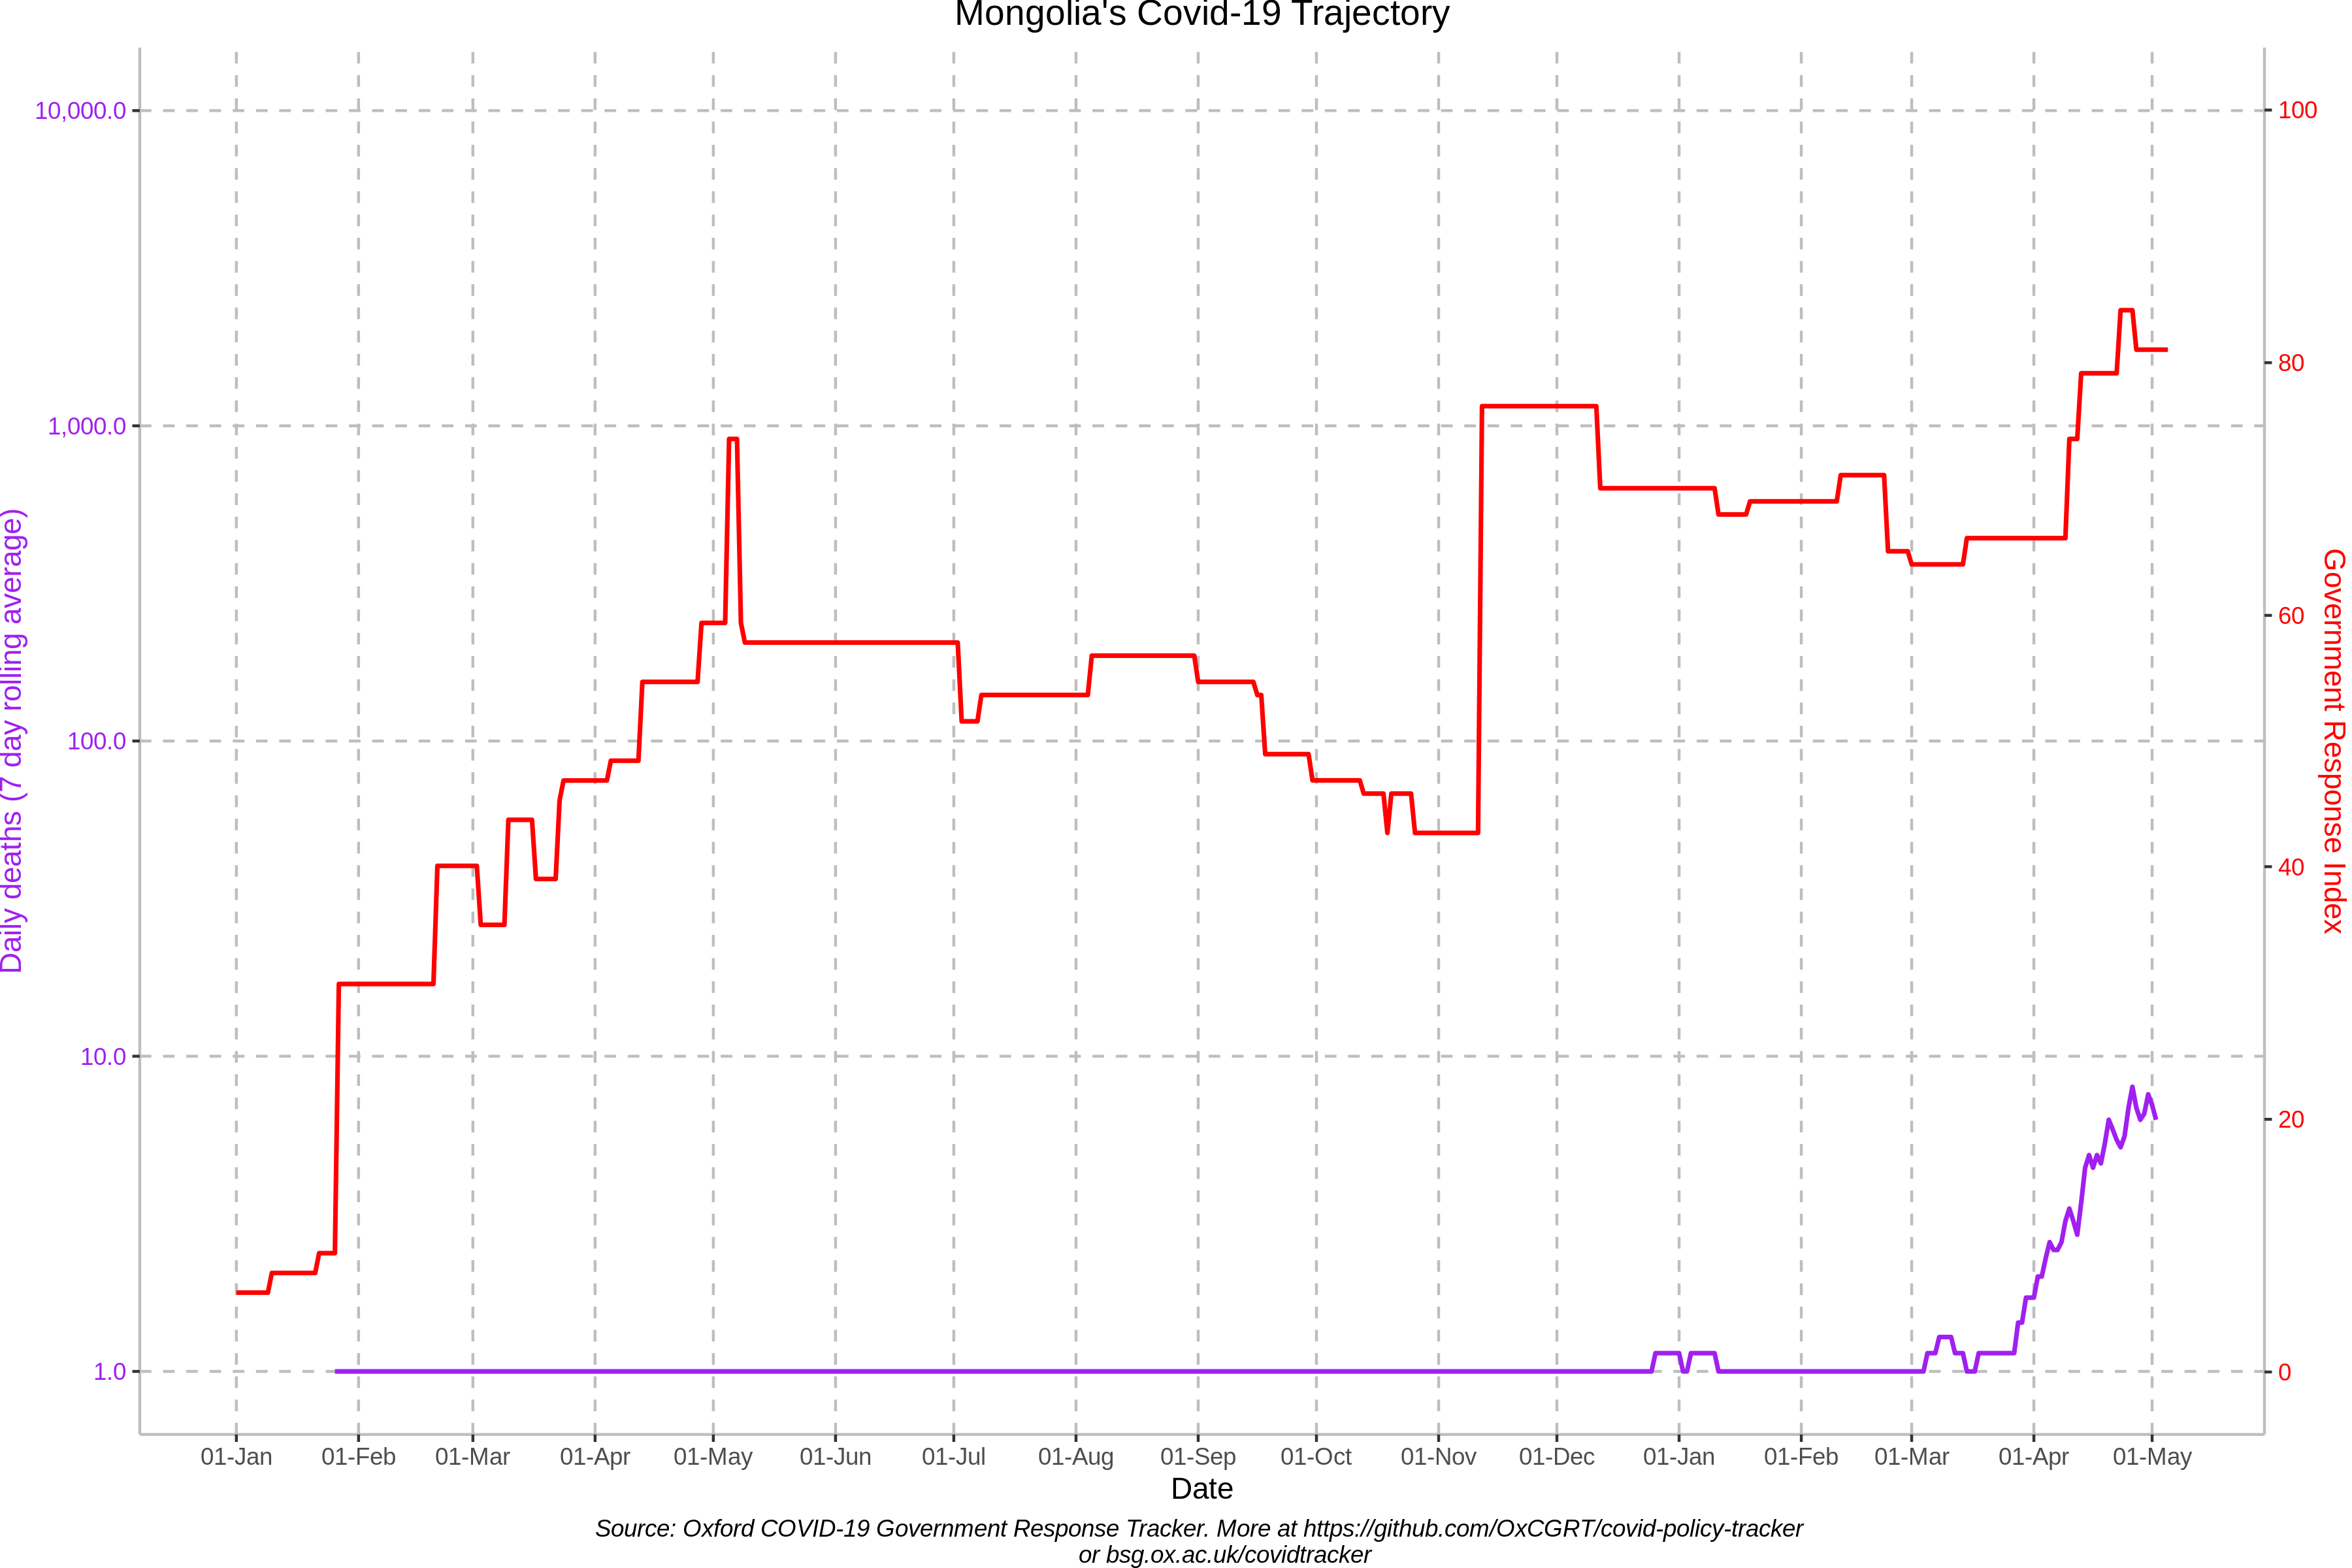 Mongolia's Covid-19 Trajectory
10,000.0
1,000.0
100.0
10.0
1.0
Daily deaths (7 day rolling average)
100
80
60
40
20
0
Government Response Index
01-Jan 01-Feb 01-Mar 01-Apr 01-May 01-Jun 01-Jul 01-Aug 01-Sep 01-Oct 01-Nov 01-Dec 01-Jan 01-Feb 01-Mar 01-Apr 01-May
Date
Source: Oxford COVID-19 Government Response Tracker. More at https://github.com/OxCGRT/covid-policy-tracker
or bsg.ox.ac.uk/covidtracker